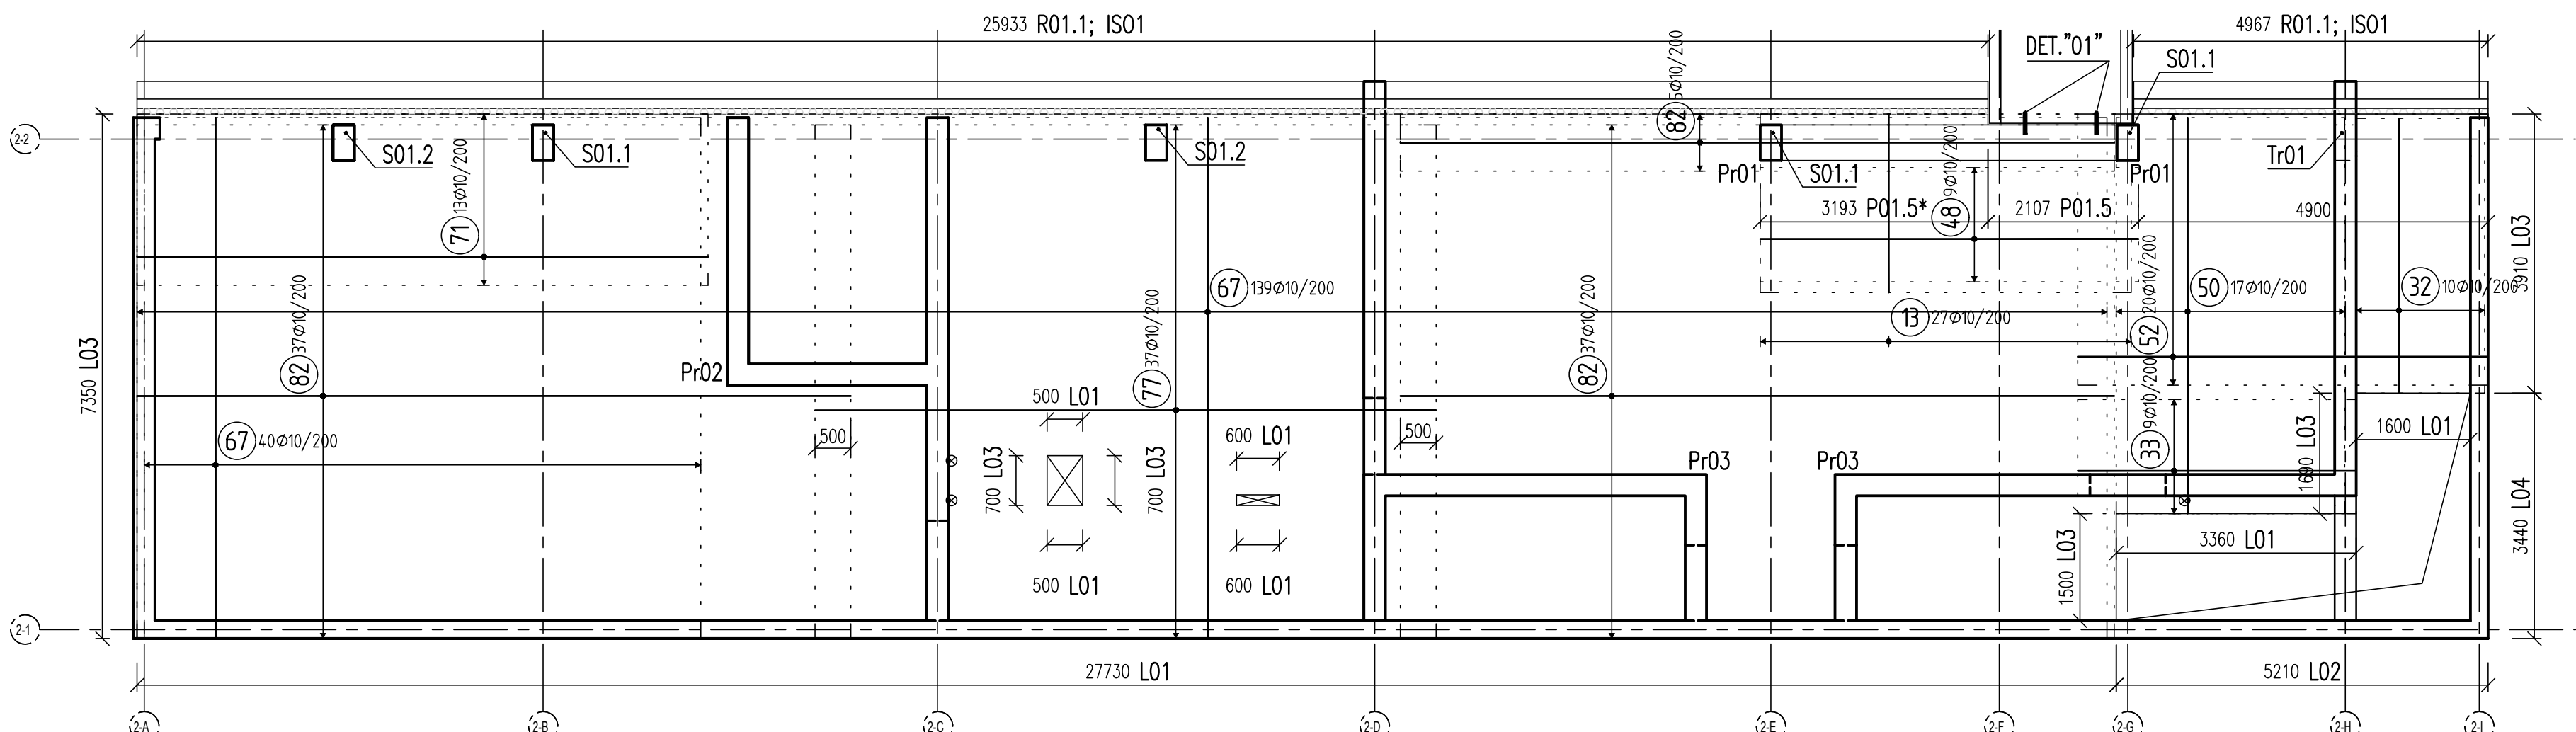 25933 R01.1; IS01
4967 R01.1; IS01
DET."01"
S01.1
2-2
S01.2
S01.1
S01.2
82 5Ø10/200
Pr01
S01.1
Pr01
Tr01
71 13Ø10/200
3193 P01.5*
48 9Ø10/200
2107 P01.5
4900
3910 L03
67 139Ø10/200
50 17Ø10/200
32 10Ø10/200
13 27Ø10/200
52 20Ø10/200
7350 L03
82 37Ø10/200
Pr02
77 37Ø10/200
82 37Ø10/200
500 L01
67 40Ø10/200
500
600 L01
500
33 9Ø10/200
1690 L03
1600 L01
700 L03
700 L03
Pr03
Pr03
3440 L04
3360 L01
1500 L03
500 L01
600 L01
2-1
27730 L01
5210 L02
2-A
2-B
2-C
2-D
2-E
2-F
2-G
2-H
2-I